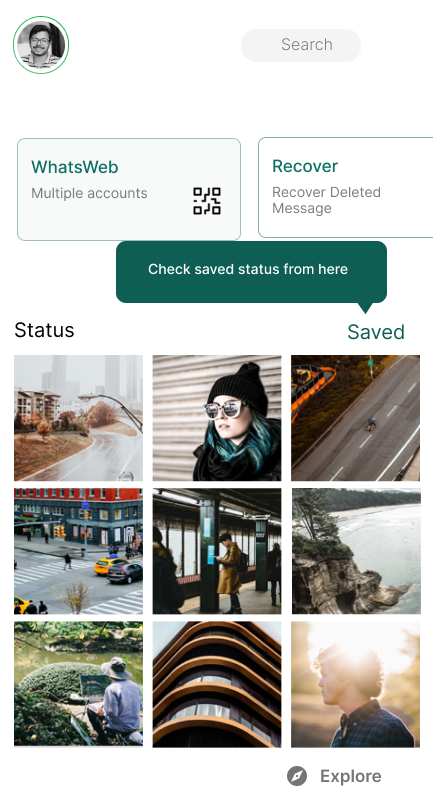 Search
WhatsWeb
Multiple accounts
Recover
Recover Deleted
Message
Check saved status from here
Status
Saved
Explore